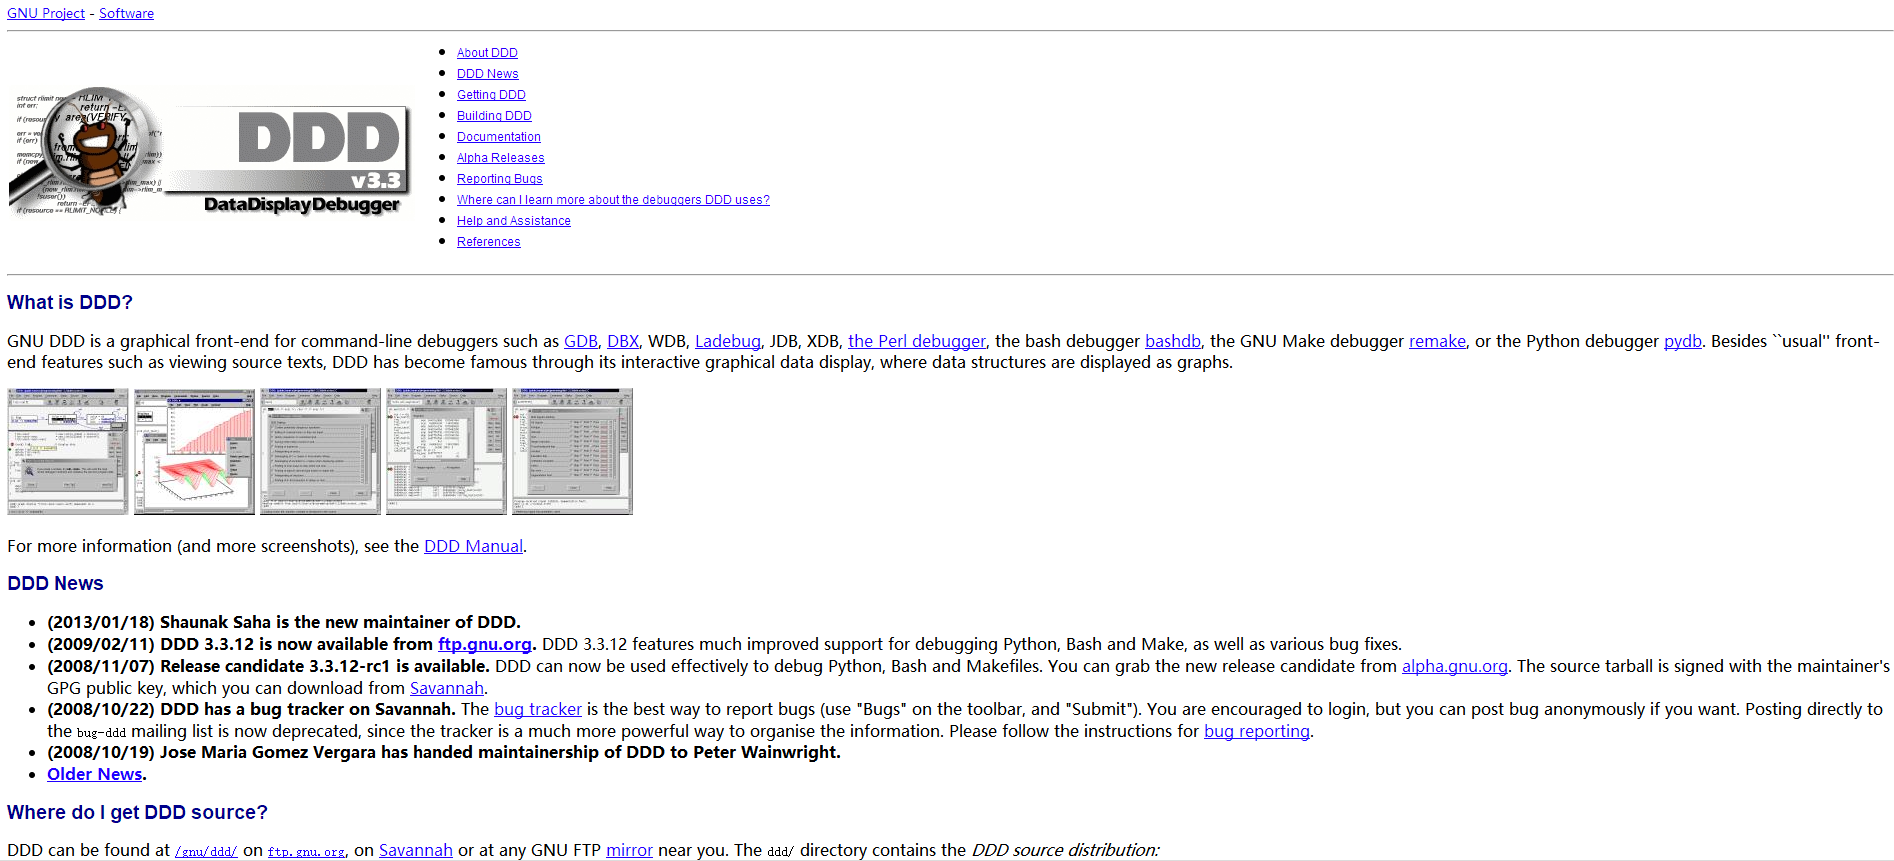 GNU Project - Software
About DDD
DDD News
Getting DDD
Building DDD
Documentation
Alpha Releases
Reporting Bugs
Where can I learn more about the debuggers DDD uses?
Help and Assistance
References
DDD
v3.3
DataDisplayDebugger
What is DDD?
GNU DDD is a graphical front-end for command-line debuggers such as GDB, DBX, WDB, Ladebug, JDB, XDB, the Perl debugger, the bash debugger bashdb, the GNU Make debugger remake, or the Python debugger pydb. Besides ``usual'' front-
end features such as viewing source texts, DDD has become famous through its interactive graphical data display, where data structures are displayed as graphs.
For more information (and more screenshots), see the DDD Manual.
DDD News
(2013/01/18) Shaunak Saha is the new maintainer of DDD.
(2009/02/11) DDD 3.3.12 is now available from ftp.gnu.org. DDD 3.3.12 features much improved support for debugging Python, Bash and Make, as well as various bug fixes.
(2008/11/07) Release candidate 3.3.12-rc1 is available. DDD can now be used effectively to debug Python, Bash and Makefiles. You can grab the new release candidate from alpha.gnu.org. The source tarball is signed with the maintainer's
GPG public key, which you can download from Savannah.
(2008/10/22) DDD has a bug tracker on Savannah. The bug tracker is the best way to report bugs (use "Bugs" on the toolbar, and "Submit"). You are encouraged to login, but you can post bug anonymously if you want. Posting directly to
the bug-ddd mailing list is now deprecated, since the tracker is a much more powerful way to organise the information. Please follow the instructions for bug reporting.
(2008/10/19) Jose Maria Gomez Vergara has handed maintainership of DDD to Peter Wainwright.
Older News.
Where do I get DDD source?
DDD can be found at /gnu/ddd/ on ftp.gnu.org, on Savannah or at any GNU FTP mirror near you. The ddd/ directory contains the DDD source distribution: